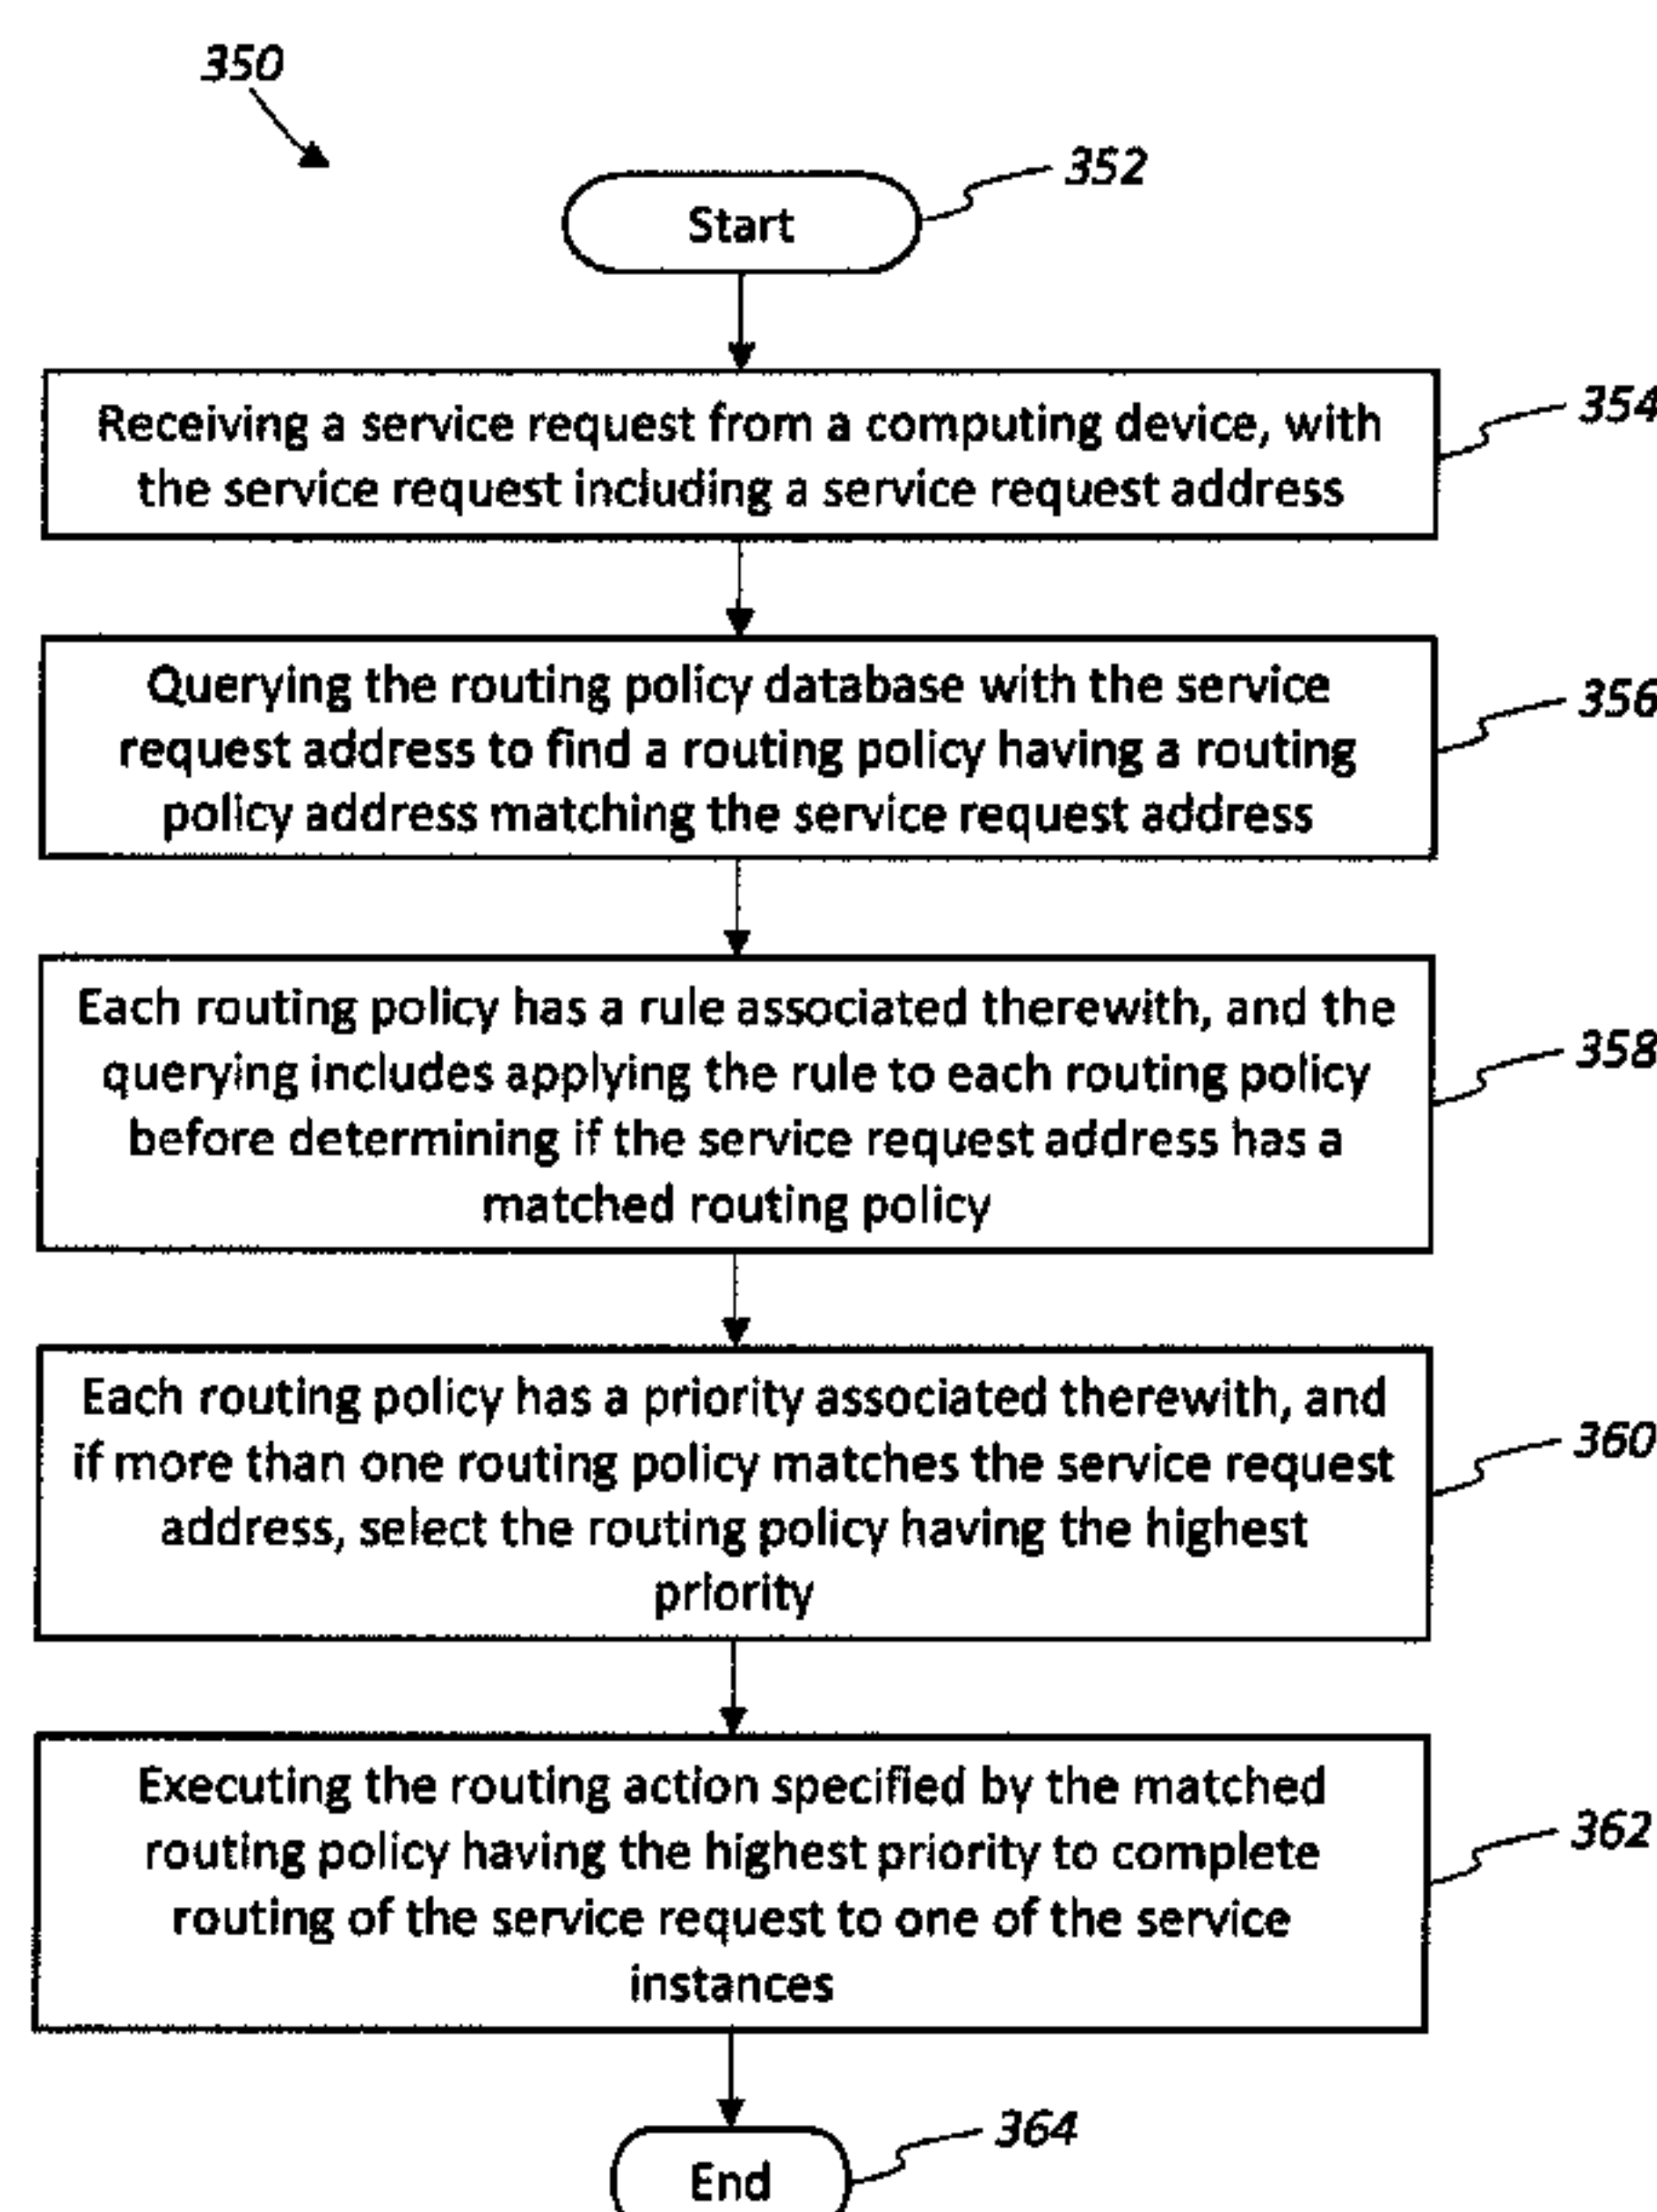 350
352
Start
354
Receiving a service request from a computing device, with
the service request including a service request address
356
Querying the routing policy database with the service
request address to find a routing policy having a routing
policy address matching the service request address
358
Each routing policy has a rule associated therewith, and the
querying includes applying the rule to each routing policy
before determining if the service request address has a
matched routing policy
360
Each routing policy has a priority associated therewith, and
if more than one routing policy matches the service request
address, select the routing policy having the highest
priority
362
Executing the routing action specified by the matched
routing policy having the highest priority to complete
routing of the service request to one of the service
instances
364
End